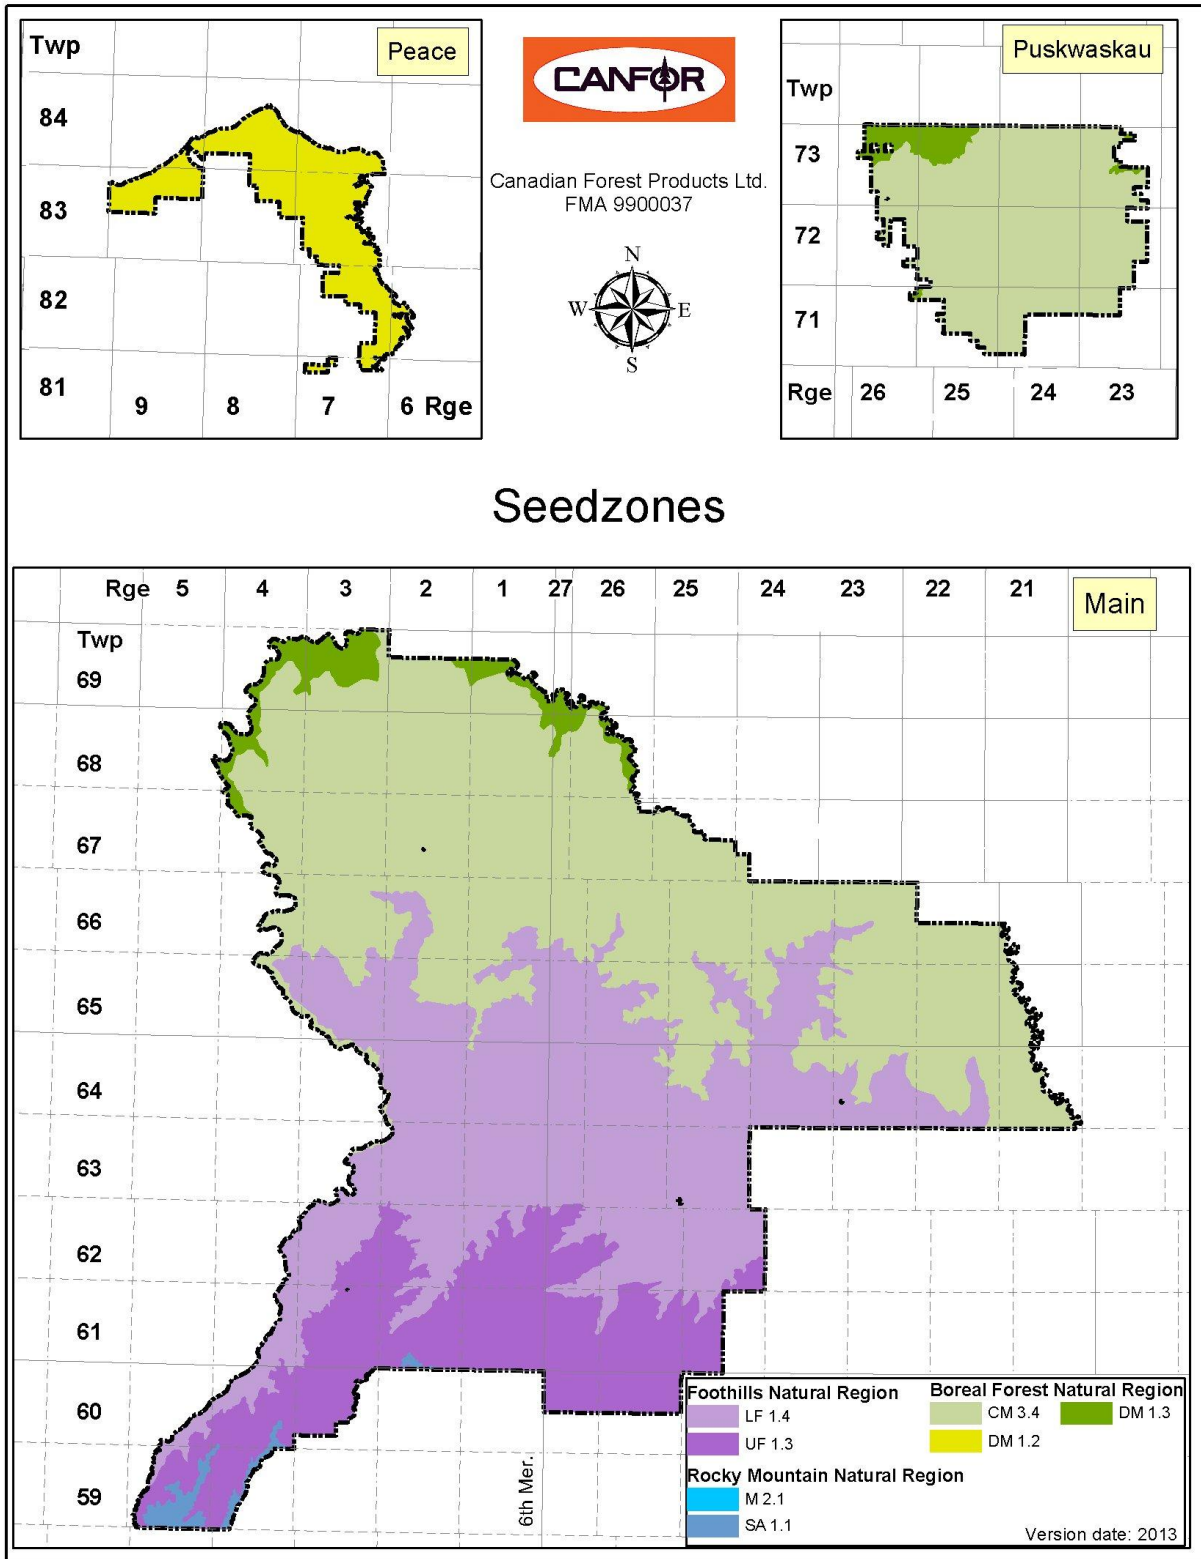 Twp
Peace
84
83
82
81
9 8 7 6 Rge
CANFOR
Canadian Forest Products Ltd.
FMA 9900037
N
W E
S
Puskwaskau
Twp
73
72
71
Rge 26 25 24 23
Seedzones
Rge 5 4 3 2 1 27 26 25 24 23 22 21
Main
Twp
69
68
67
66
65
64
63
62
61
60
59
6th Mer.
Foothills Natural Region
LF 1.4
UF 1.3
Rocky Mountain Natural Region
M 2.1
SA 1.1
Boreal Forest Natural Region
CM 3.4 DM 1.3
DM 1.2
Version date: 2013